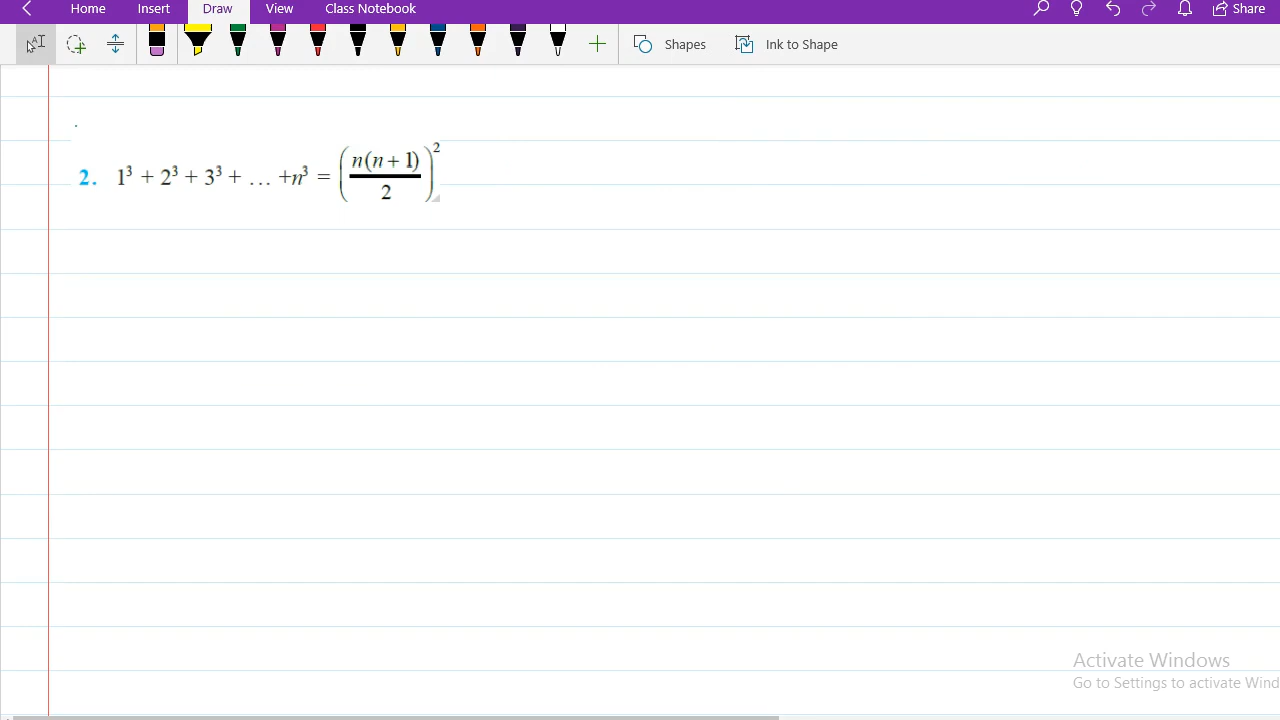 Home Insert Draw View Class Notebook Share
Shapes Ink to Shape
2. 1³ + 2³ + 3³ + … +n³ = (n(n + 1)/2)²
Activate Windows
Go to Settings to activate Wind